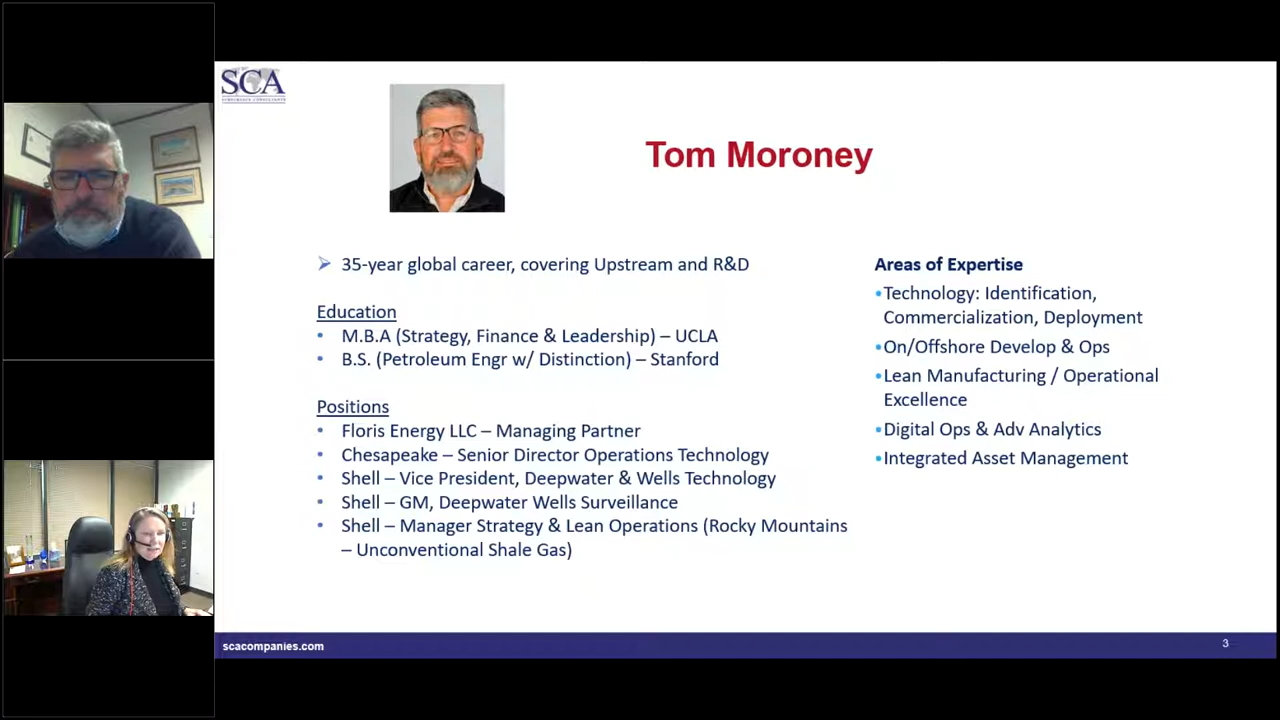 SCA
SUBSURFACE CONSULTANTS
Tom Moroney
➢ 35-year global career, covering Upstream and R&D
Education
• M.B.A (Strategy, Finance & Leadership) – UCLA
• B.S. (Petroleum Engr w/ Distinction) – Stanford
Positions
• Floris Energy LLC – Managing Partner
• Chesapeake – Senior Director Operations Technology
• Shell – Vice President, Deepwater & Wells Technology
• Shell – GM, Deepwater Wells Surveillance
• Shell – Manager Strategy & Lean Operations (Rocky Mountains
– Unconventional Shale Gas)
Areas of Expertise
•Technology: Identification,
Commercialization, Deployment
•On/Offshore Develop & Ops
•Lean Manufacturing / Operational
Excellence
•Digital Ops & Adv Analytics
•Integrated Asset Management
scacompanies.com
3